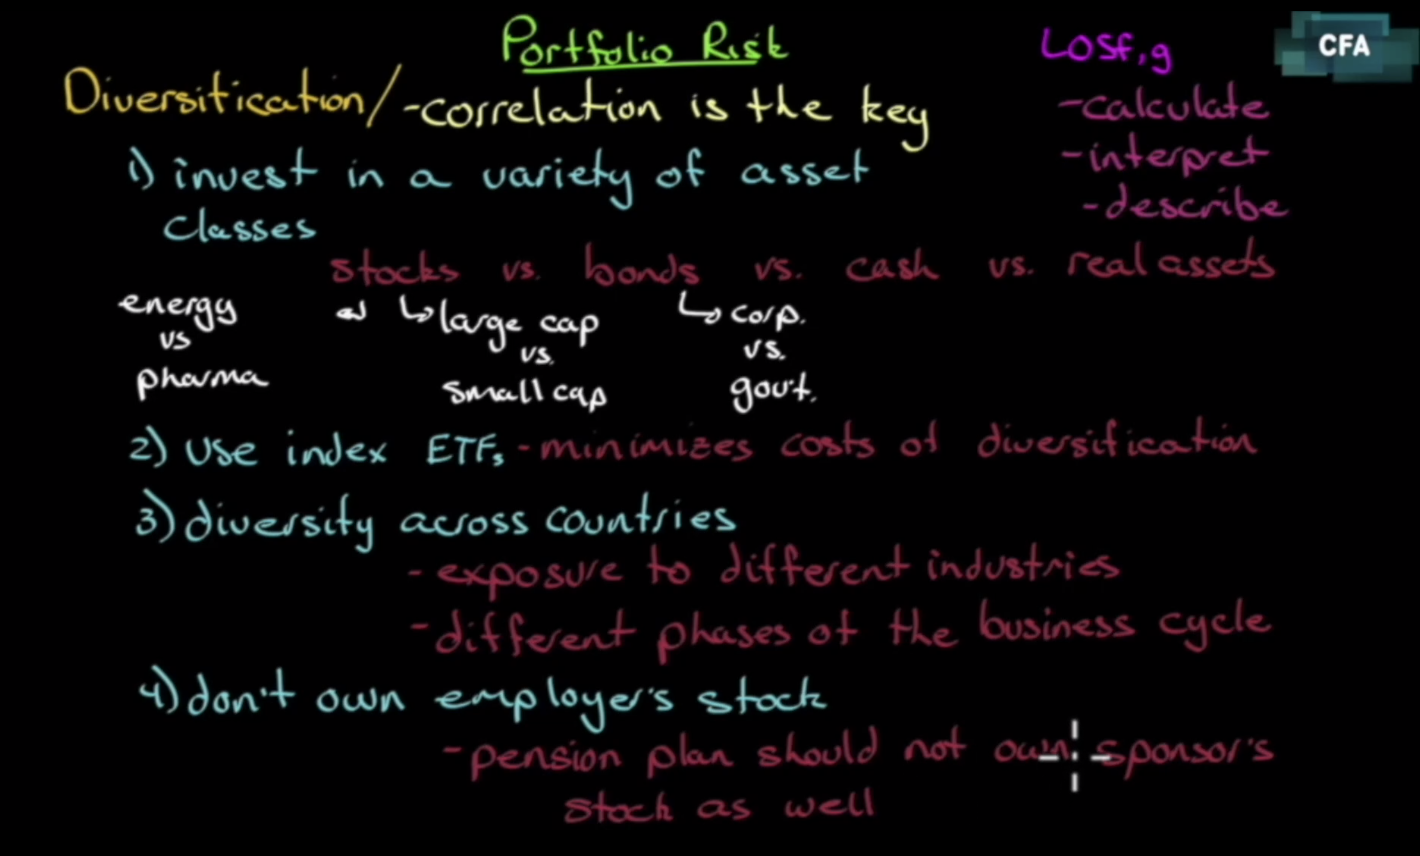 Portfolio Risk
LOSf,g
CFA
Diversification/-correlation is the key
-calculate
-interpret
-describe
1) invest in a variety of asset
classes
stocks vs. bonds vs. cash vs. real assets
energy
vs
pharma
large cap
vs.
small cap
corp.
vs.
gov't.
2) use index ETFs -minimizes costs of diversification
3) diversity across countries
- exposure to different industries
- different phases of the business cycle
4) don't own employer's stock
- pension plan should not own sponsor's
stock as well